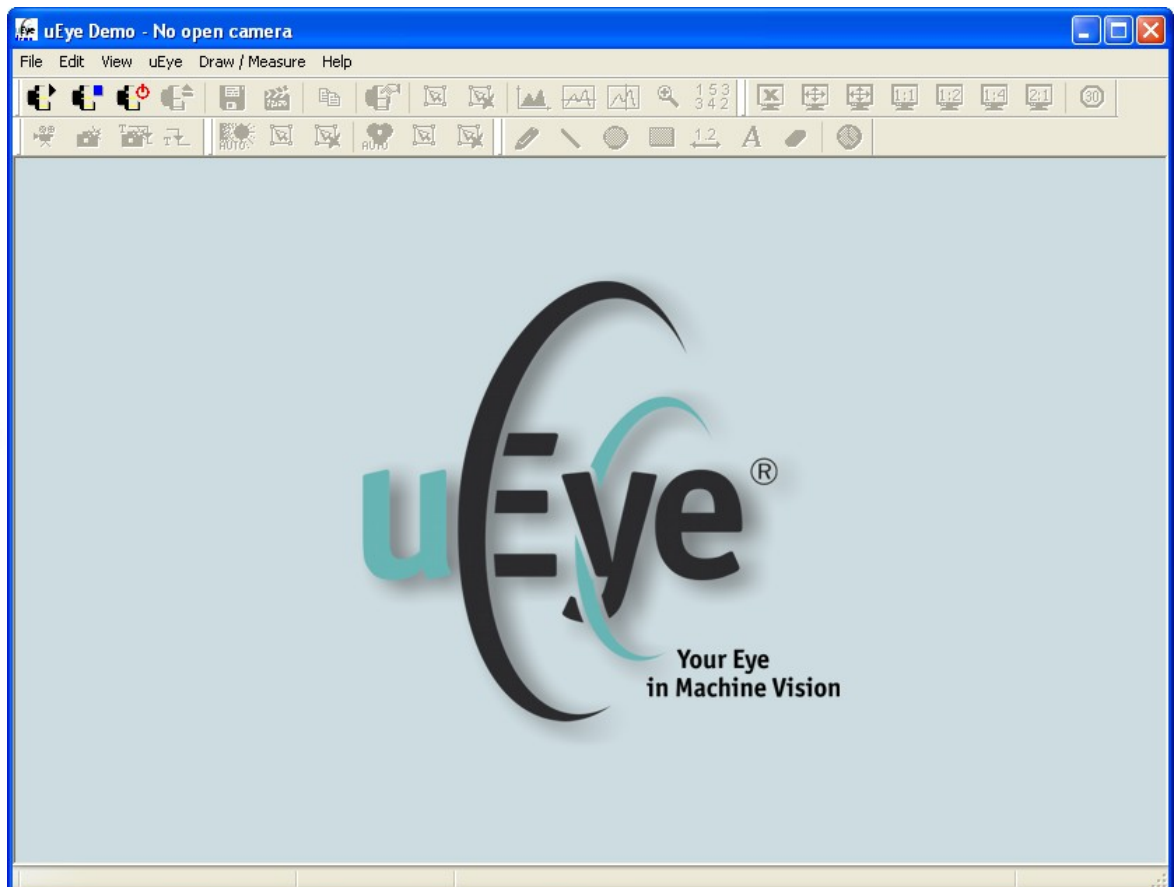 uEye Demo - No open camera
File Edit View uEye Draw / Measure Help
1 5 3
3 4 2
1:1
1:2
1:4
2:1
30
AUTO
AUTO
1.2
A
uEye®
Your Eye
in Machine Vision